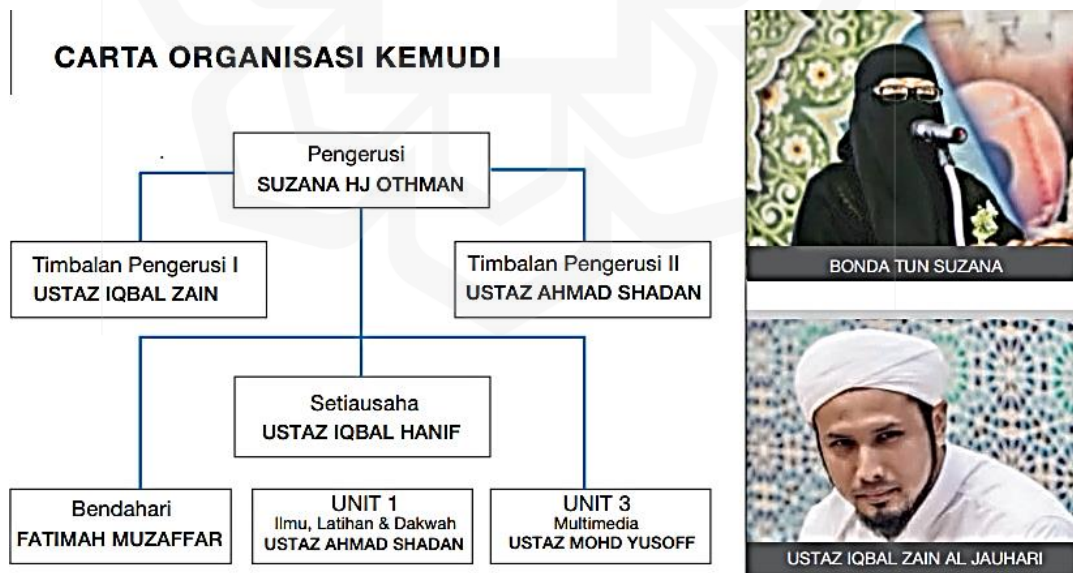 CARTA ORGANISASI KEMUDI
Pengerusi
SUZANA HJ OTHMAN
Timbalan Pengerusi I
USTAZ IQBAL ZAIN
Timbalan Pengerusi II
USTAZ AHMAD SHADAN
Setiausaha
USTAZ IQBAL HANIF
Bendahari
FATIMAH MUZAFFAR
UNIT 1
Ilmu, Latihan & Dakwah
USTAZ AHMAD SHADAN
UNIT 3
Multimedia
USTAZ MOHD YUSOFF
BONDA TUN SUZANA
USTAZ IQBAL ZAIN AL JAUHARI